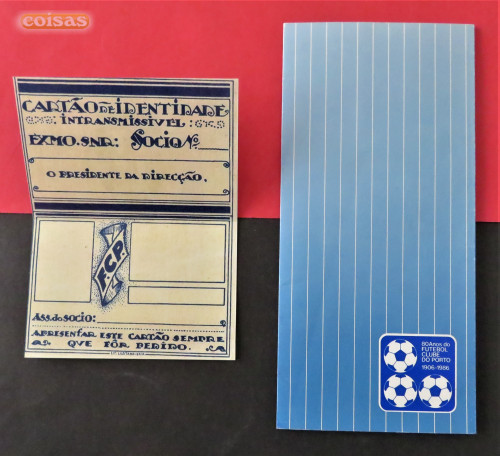 coisas
CARTÃO DE IDENTIDADE
INTRANSMISSIVEL
EXMO. SNR: SOCIO No.
O PRESIDENTE DA DIRECÇÃO,
F.C.P.
Ass. do socio:
APRESENTAR ESTE CARTÃO SEMPRE
QUE FÔR PEDIDO.
80 Anos do
FUTEBOL
CLUBE
DO PORTO
1906-1986